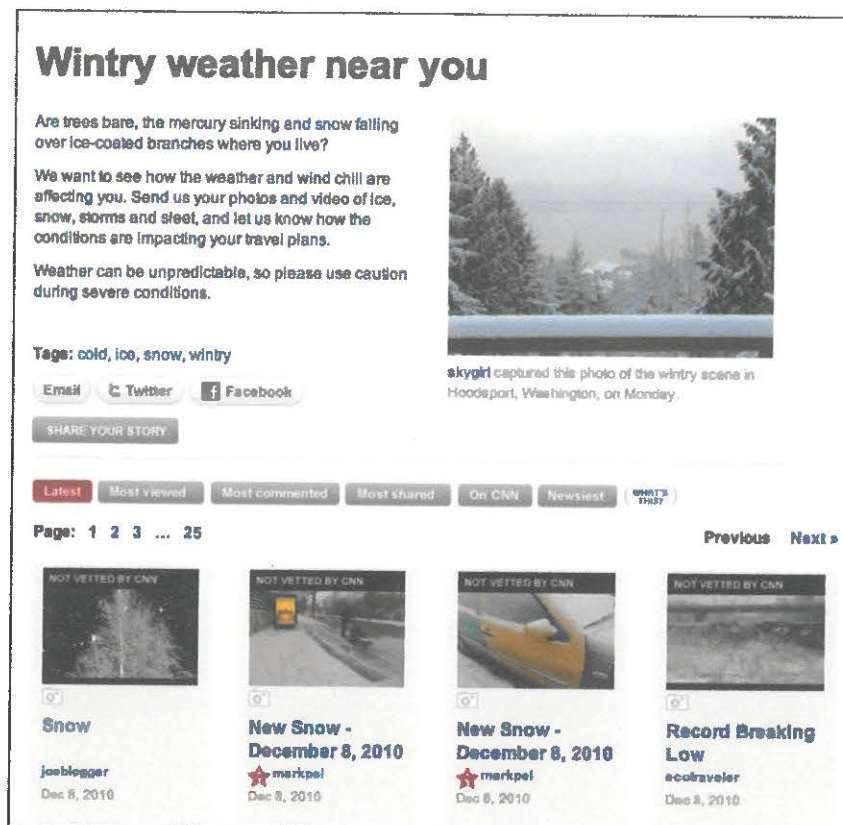 Wintry weather near you
Are trees bare, the mercury sinking and snow falling
over ice-coated branches where you live?
We want to see how the weather and wind chill are
affecting you. Send us your photos and video of ice,
snow, storms and sleet, and let us know how the
conditions are impacting your travel plans.
Weather can be unpredictable, so please use caution
during severe conditions.
Tags: cold, ice, snow, wintry
Email Twitter Facebook
SHARE YOUR STORY
skygirl captured this photo of the wintry scene in
Hoodsport, Washington, on Monday.
Latest Most viewed Most commented Most shared On CNN Newsiest WHAT'S
THIS?
Page: 1 2 3 ... 25
Previous Next »
NOT VETTED BY CNN
Snow
joeblogger
Dec 8, 2010
NOT VETTED BY CNN
New Snow -
December 8, 2010
markpel
Dec 8, 2010
NOT VETTED BY CNN
New Snow -
December 8, 2010
markpel
Dec 8, 2010
NOT VETTED BY CNN
Record Breaking
Low
ecotraveler
Dec 8, 2010